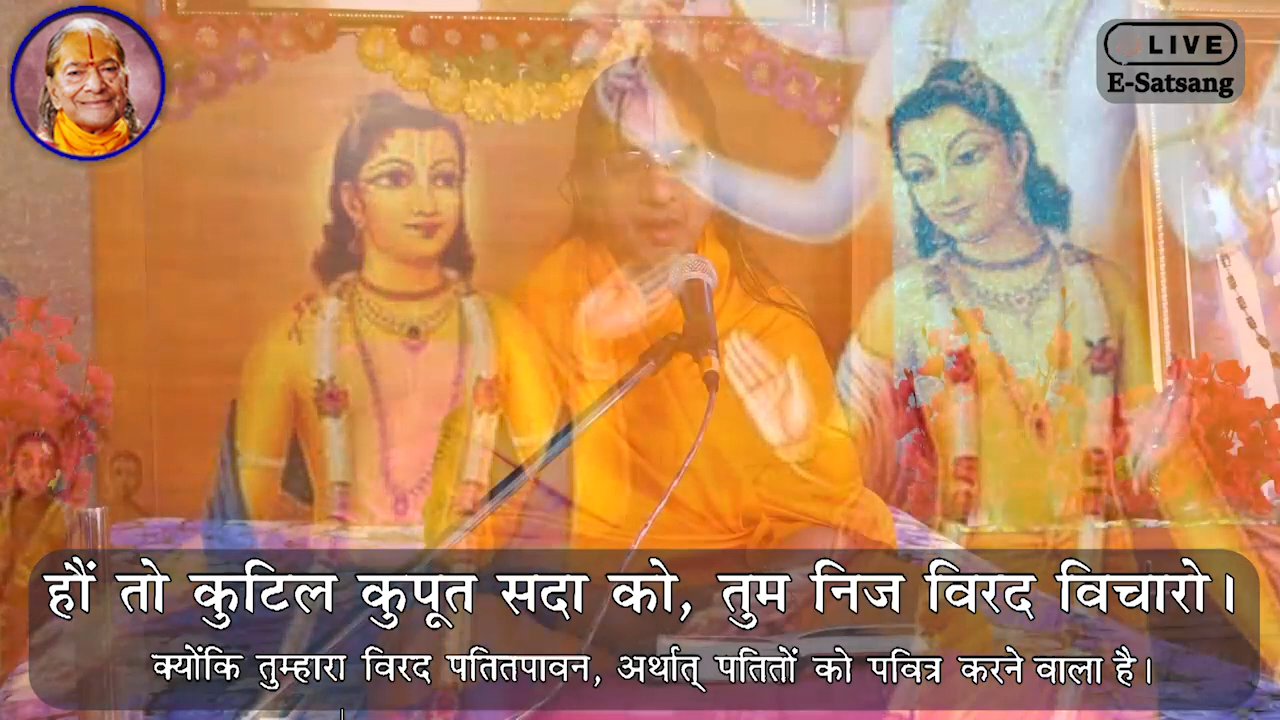 LIVE
E-Satsang
हौं तो कुटिल कुपूत सदा को, तुम निज विरद विचारो।
क्योंकि तुम्हारा विरद पतितपावन, अर्थात् पतितों को पवित्र करने वाला है।